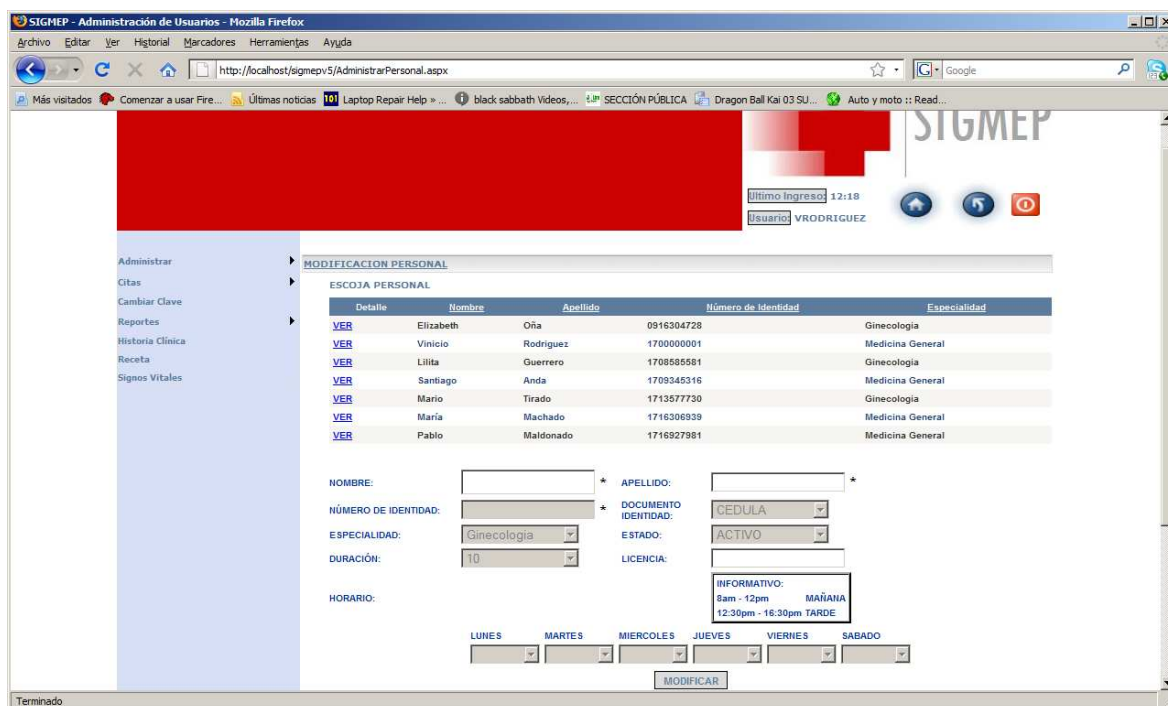 SIGMEP - Administración de Usuarios - Mozilla Firefox
Archivo Editar Ver Historial Marcadores Herramientas Ayuda
http://localhost/sigmepv5/AdministrarPersonal.aspx
Google
Más visitados Comenzar a usar Fire... Últimas noticias 101 Laptop Repair Help » ... black sabbath Videos,... SECCIÓN PÚBLICA Dragon Ball Kai 03 SU... Auto y moto :: Read...
SIGMEP
Ultimo Ingreso: 12:18
Usuario: VRODRIGUEZ
Administrar
Citas
Cambiar Clave
Reportes
Historia Clínica
Receta
Signos Vitales
MODIFICACION PERSONAL
ESCOJA PERSONAL
Detalle Nombre Apellido Número de Identidad Especialidad
VER Elizabeth Oña 0916304728 Ginecologia
VER Vinicio Rodriguez 1700000001 Medicina General
VER Lilita Guerrero 1708585581 Ginecologia
VER Santiago Anda 1709345316 Medicina General
VER Mario Tirado 1713577730 Ginecologia
VER María Machado 1716306939 Medicina General
VER Pablo Maldonado 1716927981 Medicina General
NOMBRE: * APELLIDO: *
NÚMERO DE IDENTIDAD: * DOCUMENTO IDENTIDAD: CEDULA
ESPECIALIDAD: Ginecologia ESTADO: ACTIVO
DURACIÓN: 10 LICENCIA:
HORARIO:
INFORMATIVO:
8am - 12pm MAÑANA
12:30pm - 16:30pm TARDE
LUNES MARTES MIERCOLES JUEVES VIERNES SABADO
MODIFICAR
Terminado